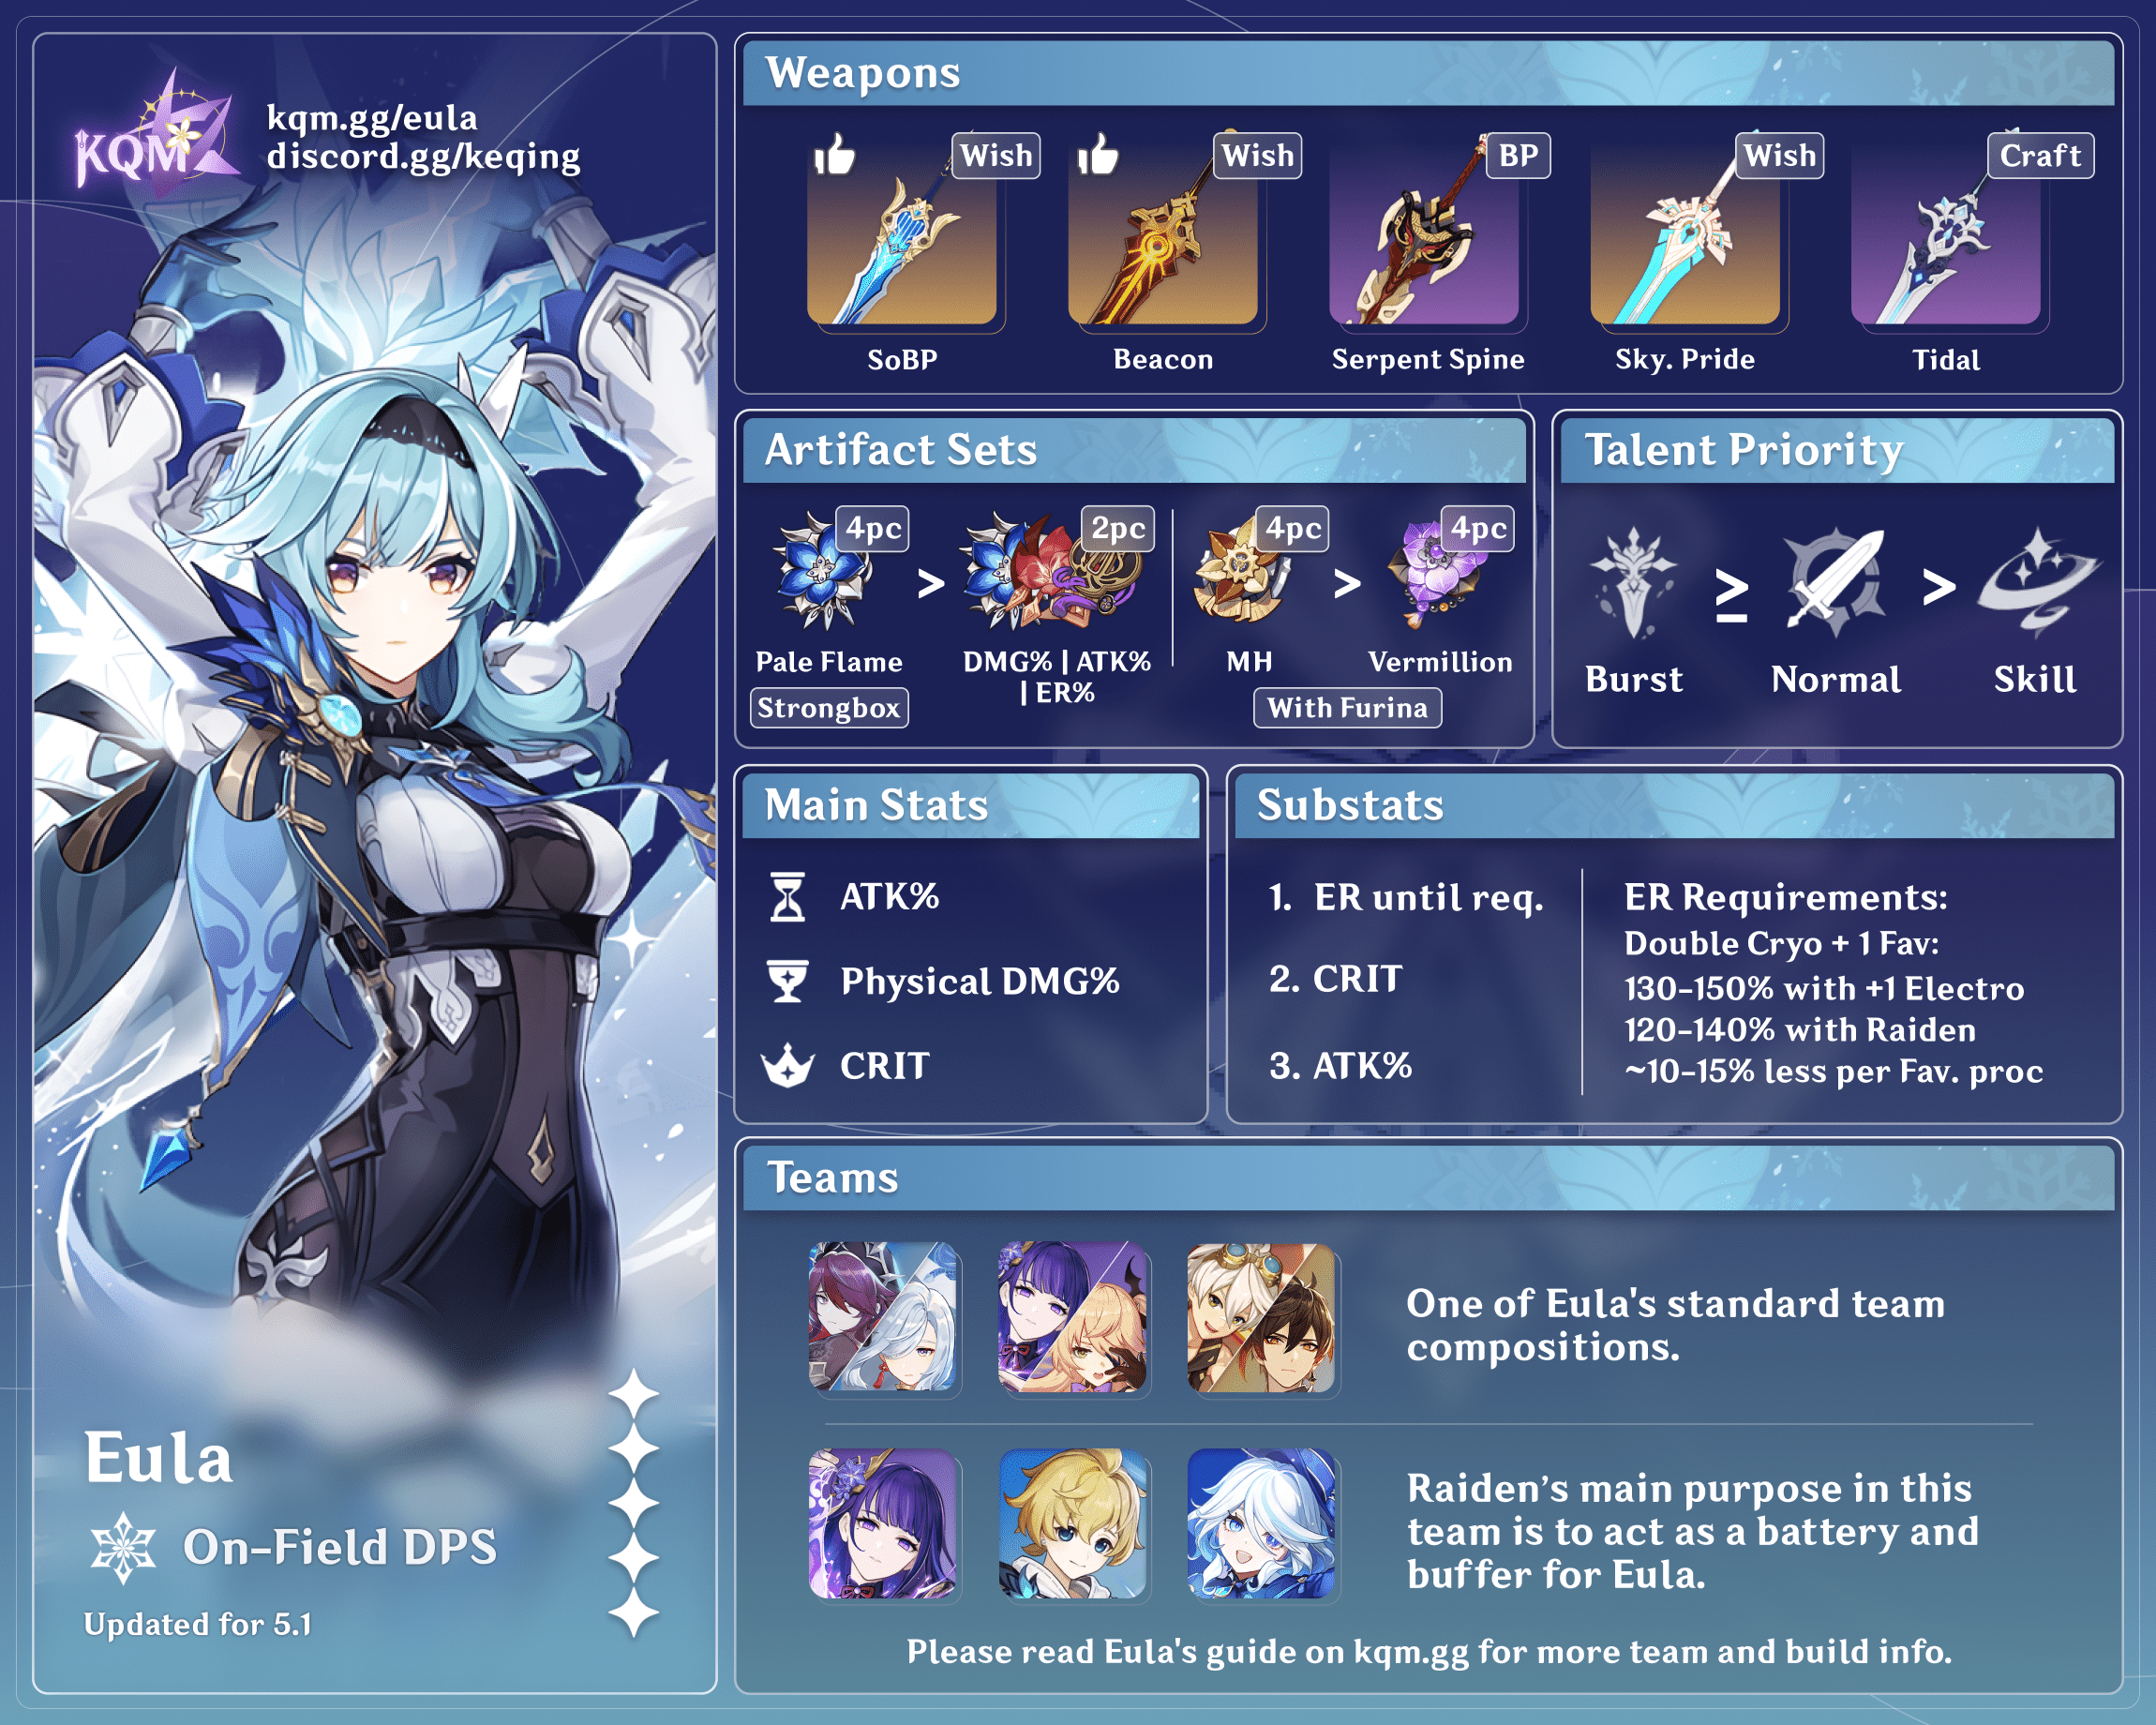 KQM
kqm.gg/eula
discord.gg/keqing
Eula
On-Field DPS
Updated for 5.1
Weapons
Wish
Wish
BP
Wish
Craft
SoBP
Beacon
Serpent Spine
Sky. Pride
Tidal
Artifact Sets
4pc
>
2pc
4pc
>
4pc
Pale Flame
DMG% | ATK%
| ER%
MH
Vermillion
Strongbox
With Furina
Talent Priority
≥
>
Burst
Normal
Skill
Main Stats
ATK%
Physical DMG%
CRIT
Substats
1. ER until req.
2. CRIT
3. ATK%
ER Requirements:
Double Cryo + 1 Fav:
130-150% with +1 Electro
120-140% with Raiden
~10-15% less per Fav. proc
Teams
One of Eula's standard team
compositions.
Raiden’s main purpose in this
team is to act as a battery and
buffer for Eula.
Please read Eula's guide on kqm.gg for more team and build info.